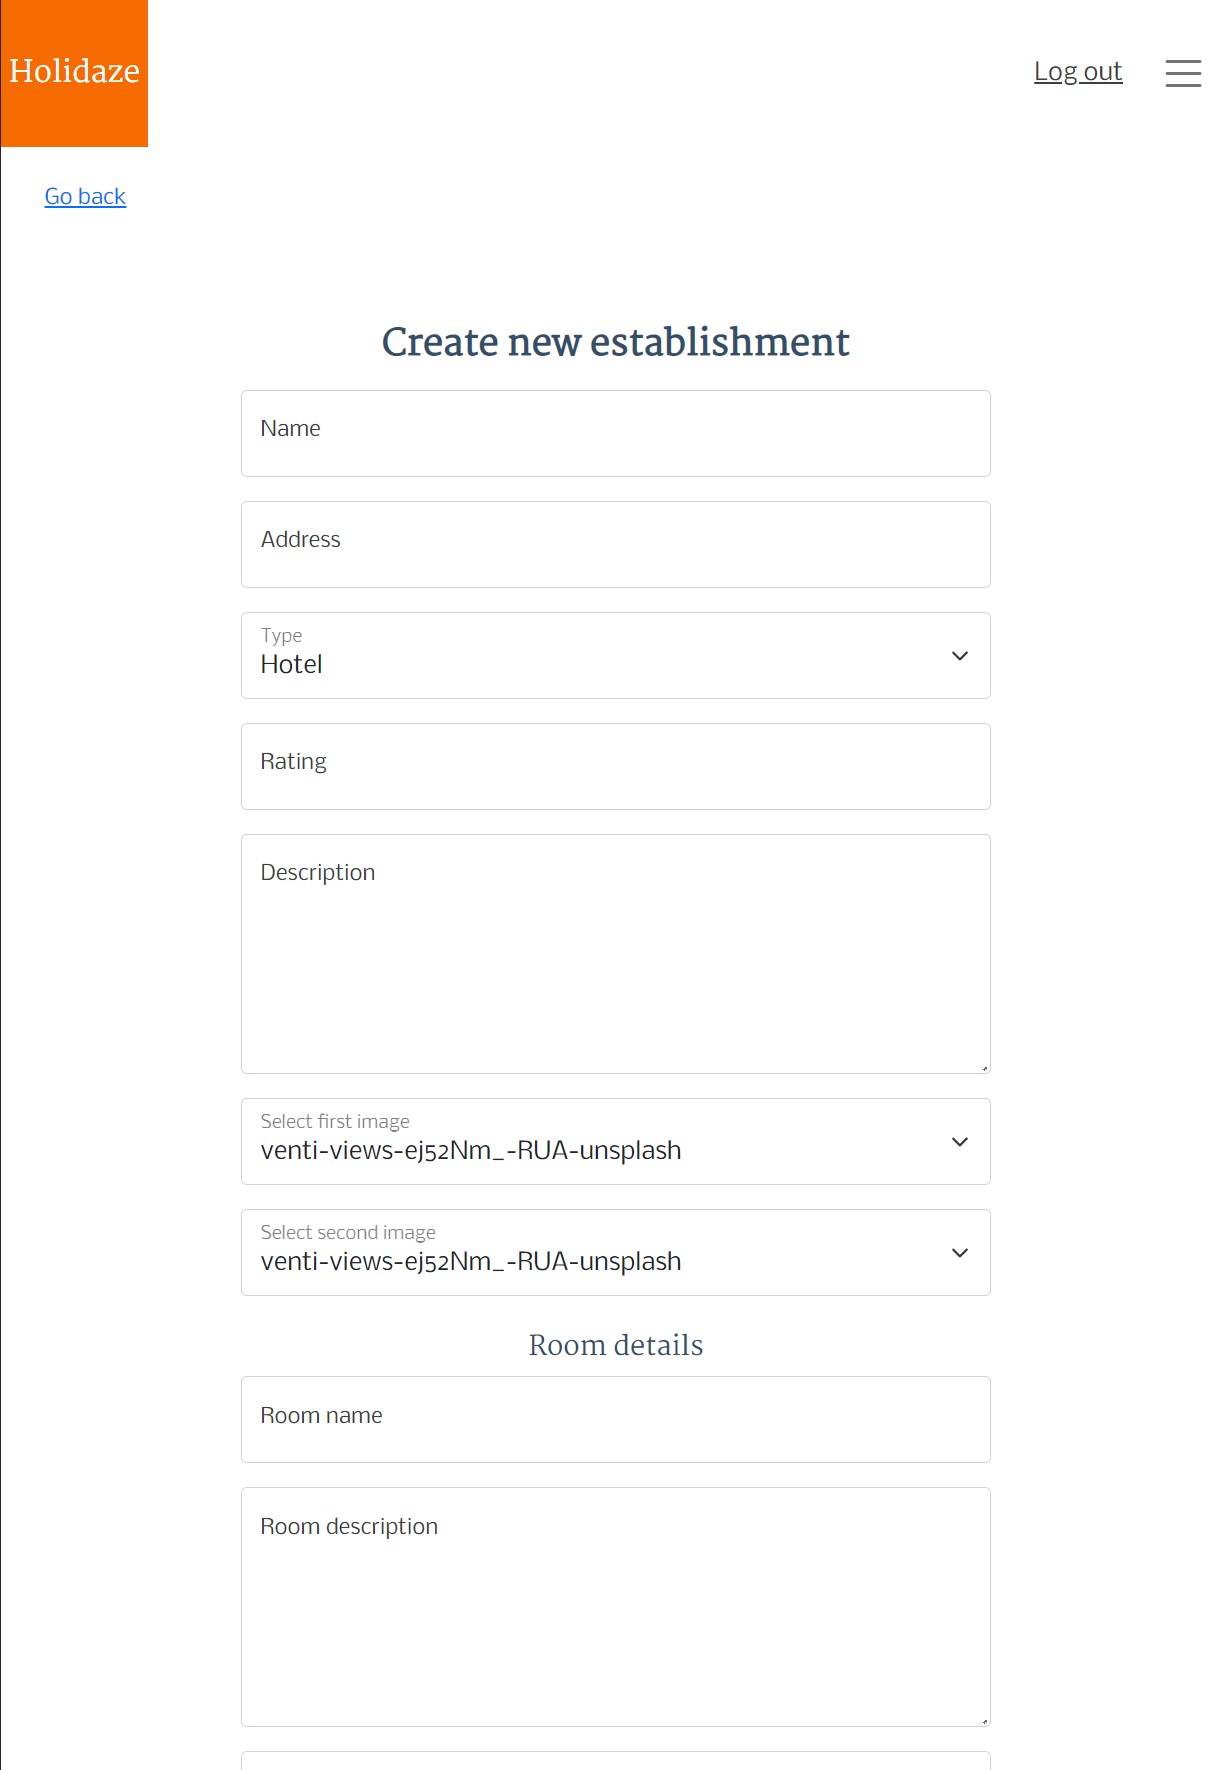 Holidaze
Log out
Go back
Create new establishment
Name
Address
Type
Hotel
Rating
Description
Select first image
venti-views-ej52Nm_-RUA-unsplash
Select second image
venti-views-ej52Nm_-RUA-unsplash
Room details
Room name
Room description